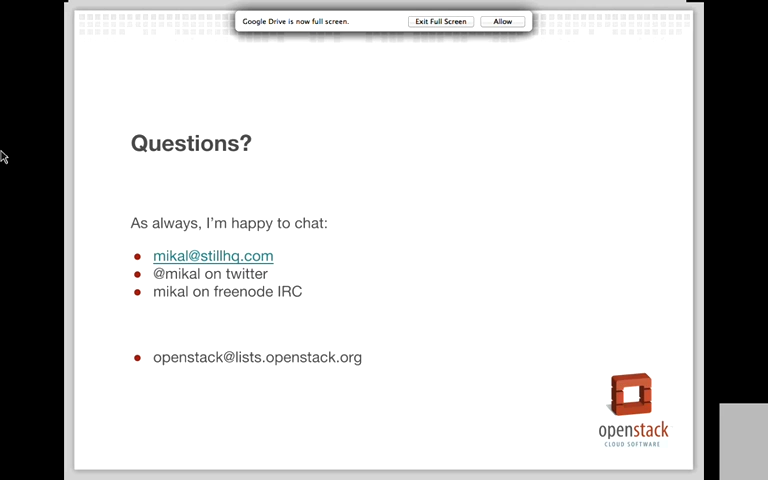 Google Drive is now full screen. Exit Full Screen Allow
Questions?
As always, I'm happy to chat:
mikal@stillhq.com
@mikal on twitter
mikal on freenode IRC
openstack@lists.openstack.org
openstack
CLOUD SOFTWARE